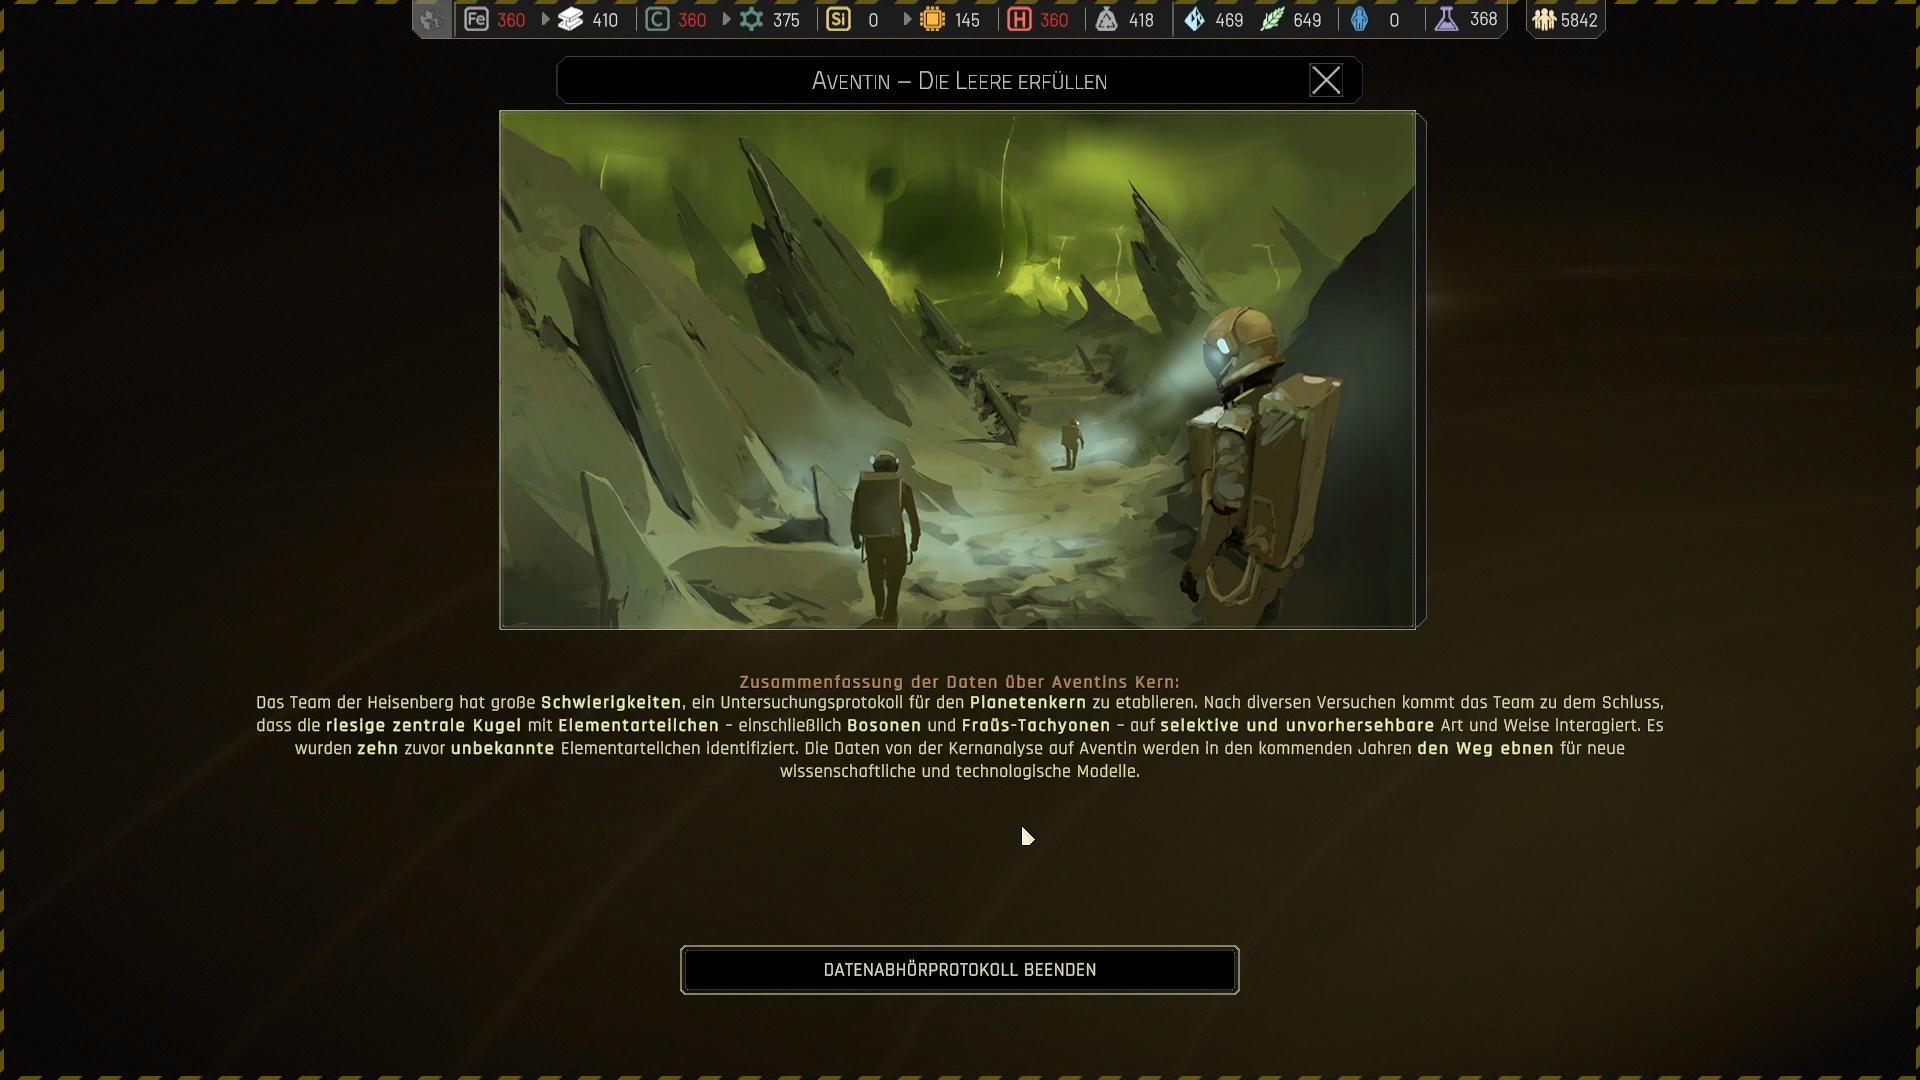 Fe 360 410 C 360 375 Si 0 145 H 360 418 469 649 0 368 5842
Aventin – Die Leere erfüllen
Zusammenfassung der Daten über Aventins Kern:
Das Team der Heisenberg hat große Schwierigkeiten, ein Untersuchungsprotokoll für den Planetenkern zu etablieren. Nach diversen Versuchen kommt das Team zu dem Schluss,
dass die riesige zentrale Kugel mit Elementarteilchen – einschließlich Bosonen und Fraüs-Tachyonen – auf selektive und unvorhersehbare Art und Weise interagiert. Es
wurden zehn zuvor unbekannte Elementarteilchen identifiziert. Die Daten von der Kernanalyse auf Aventin werden in den kommenden Jahren den Weg ebnen für neue
wissenschaftliche und technologische Modelle.
DATENABHÖRPROTOKOLL BEENDEN